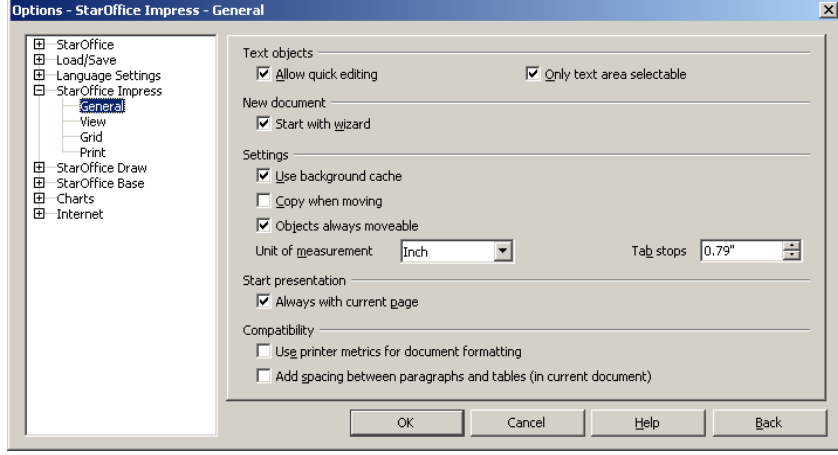 Options - StarOffice Impress - General
StarOffice
Load/Save
Language Settings
StarOffice Impress
General
View
Grid
Print
StarOffice Draw
StarOffice Base
Charts
Internet
Text objects
Allow quick editing
Only text area selectable
New document
Start with wizard
Settings
Use background cache
Copy when moving
Objects always moveable
Unit of measurement Inch
Tab stops 0.79"
Start presentation
Always with current page
Compatibility
Use printer metrics for document formatting
Add spacing between paragraphs and tables (in current document)
OK Cancel Help Back